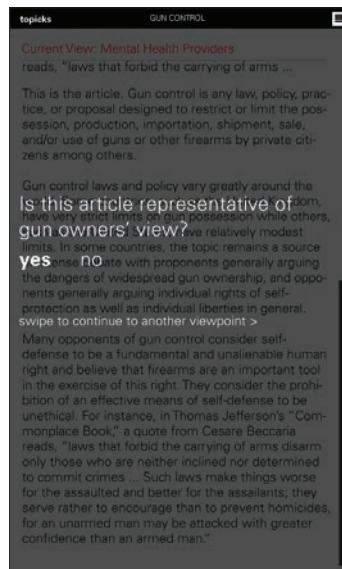 topicks GUN CONTROL
Current View: Mental Health Providers
reads, “laws that forbid the carrying of arms ...
This is the article. Gun control is any law, policy, prac-
tice, or proposal designed to restrict or limit the pos-
session, production, importation, shipment, sale,
and/or use of guns or other firearms by private citi-
zens among others.
Gun control laws and policy vary greatly around the
Is this article representative of
have very strict limits on gun possession while others,
gun owners’ view?
limits. In some countries, the topic remains a source
yes no
the dangers of widespread gun ownership, and oppo-
nents generally arguing individual rights of self-
protection as well as individual liberties in general.
swipe to continue to another viewpoint >
Many opponents of gun control consider self-
defense to be a fundamental and unalienable human
right and believe that firearms are an important tool
in the exercise of this right. They consider the prohi-
bition of an effective means of self-defense to be
unethical. For instance, in Thomas Jefferson’s “Com-
monplace Book,” a quote from Cesare Beccaria
reads, “laws that forbid the carrying of arms disarm
only those who are neither inclined nor determined
to commit crimes ... Such laws make things worse
for the assaulted and better for the assailants; they
serve rather to encourage than to prevent homicides,
for an unarmed man may be attacked with greater
confidence than an armed man.”